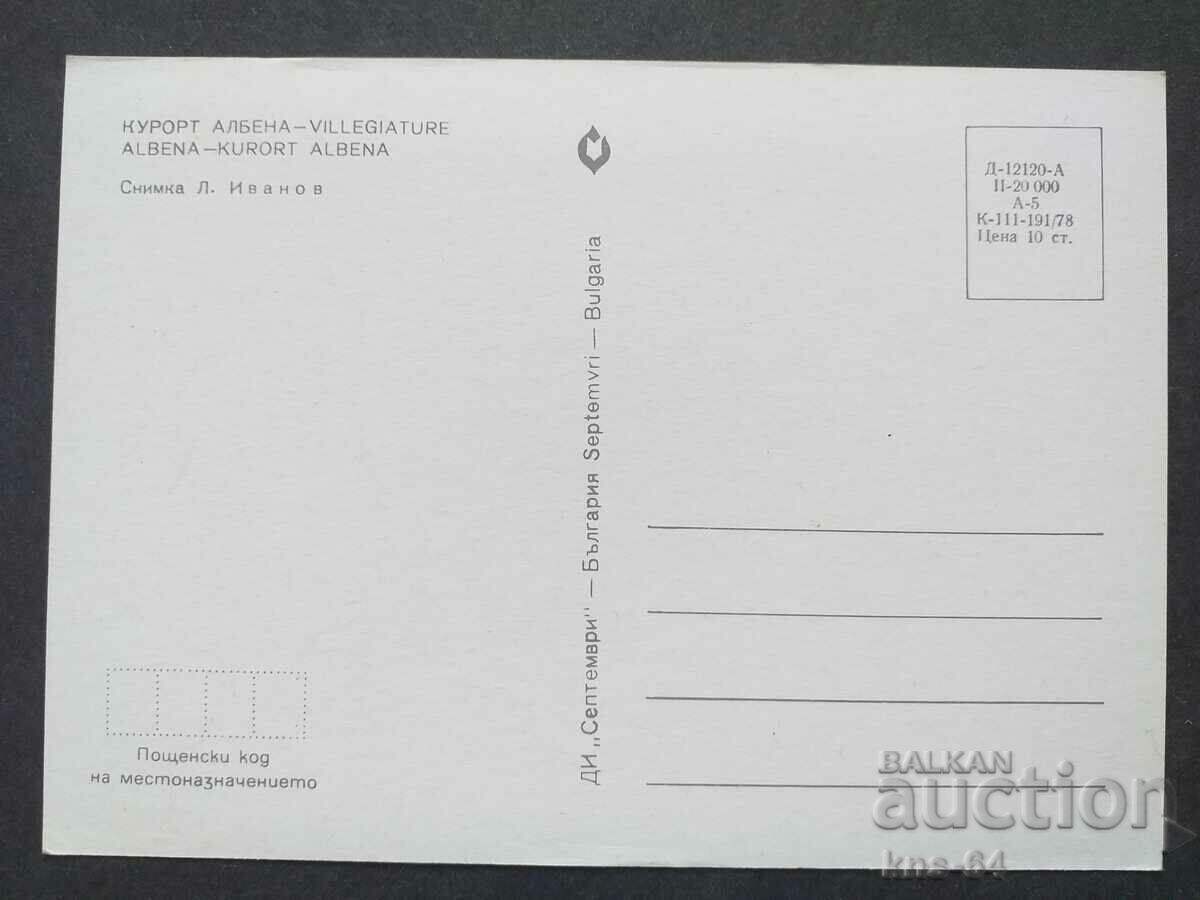 КУРОРТ АЛБЕНА–VILLEGIATURE
ALBENA–KURORT ALBENA
Снимка Л. Иванов
ДИ „Септември" — България Septemvri — Bulgaria
Д-12120-А
II-20 000
А-5
К-111-191/78
Цена 10 ст.
Пощенски код
на местоназначението
BALKAN
auction
kns-64